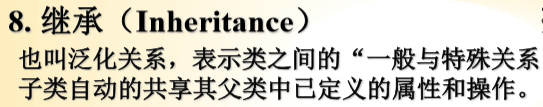 8. 继承（Inheritance）
也叫泛化关系，表示类之间的“一般与特殊关系
子类自动的共享其父类中已定义的属性和操作。